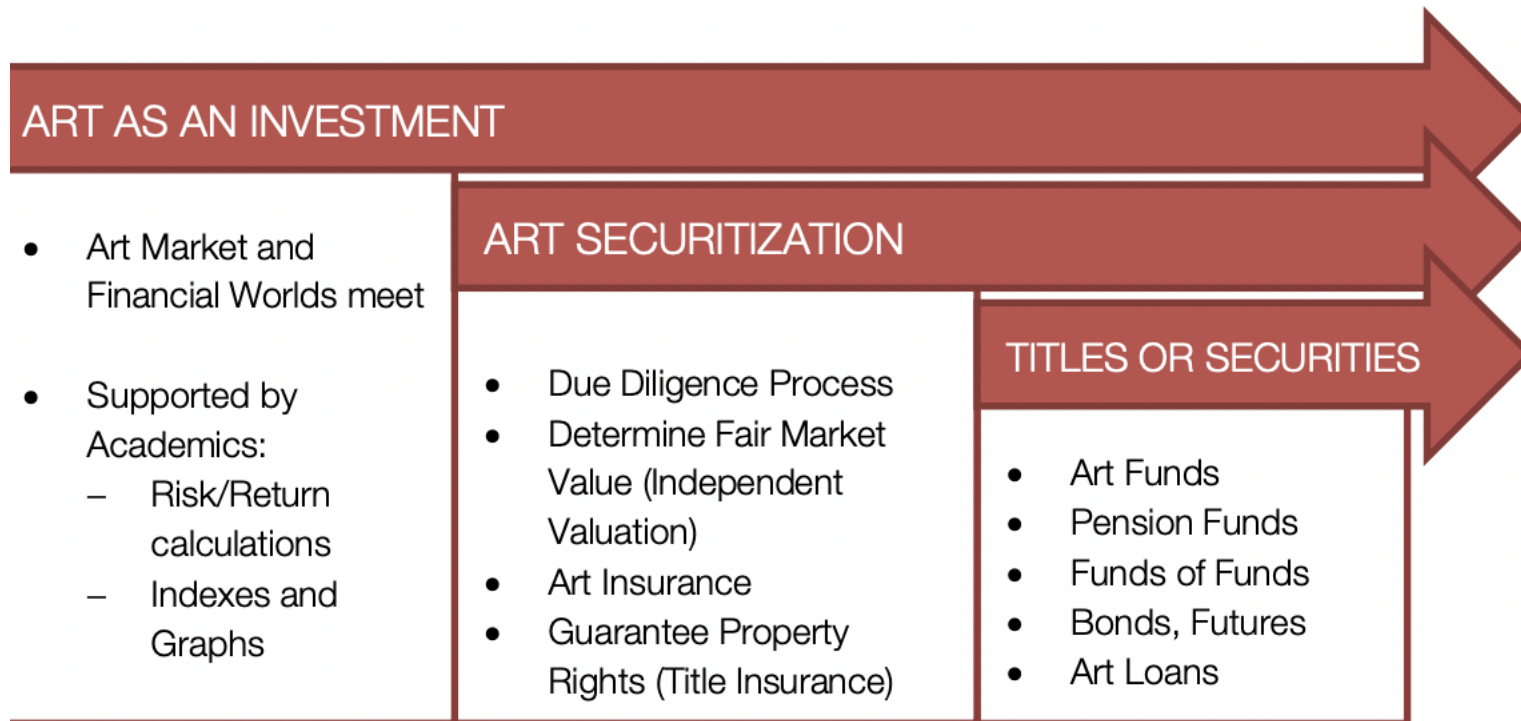 ART AS AN INVESTMENT
• Art Market and
Financial Worlds meet
• Supported by
Academics:
– Risk/Return
calculations
– Indexes and
Graphs
ART SECURITIZATION
• Due Diligence Process
• Determine Fair Market
Value (Independent
Valuation)
• Art Insurance
• Guarantee Property
Rights (Title Insurance)
TITLES OR SECURITIES
• Art Funds
• Pension Funds
• Funds of Funds
• Bonds, Futures
• Art Loans